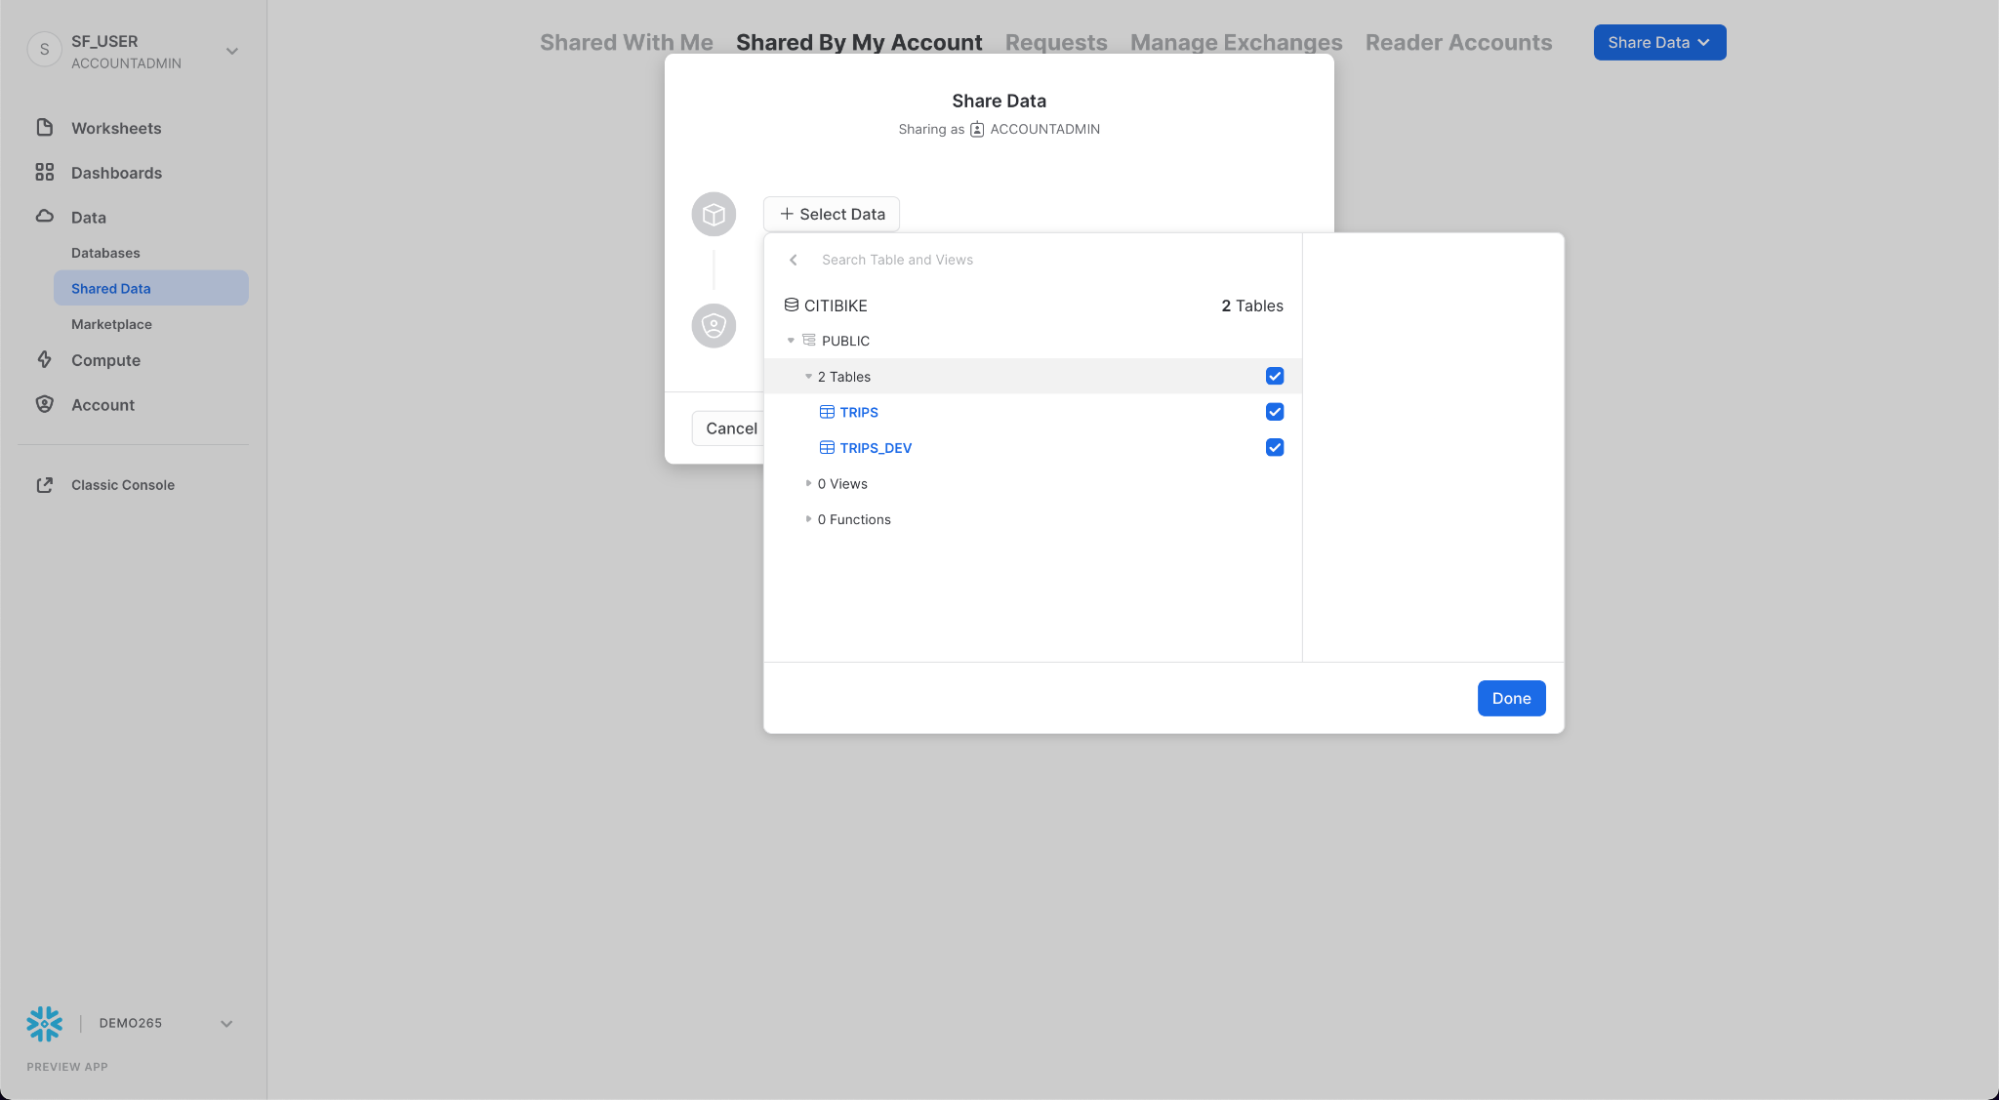 S
SF_USER
ACCOUNTADMIN
Worksheets
Dashboards
Data
Databases
Shared Data
Marketplace
Compute
Account
Classic Console
DEMO265
PREVIEW APP
Shared With Me Shared By My Account Requests Manage Exchanges Reader Accounts Share Data
Share Data
Sharing as ACCOUNTADMIN
+ Select Data
Search Table and Views
CITIBIKE 2 Tables
PUBLIC
2 Tables
TRIPS
TRIPS_DEV
0 Views
0 Functions
Cancel
Done